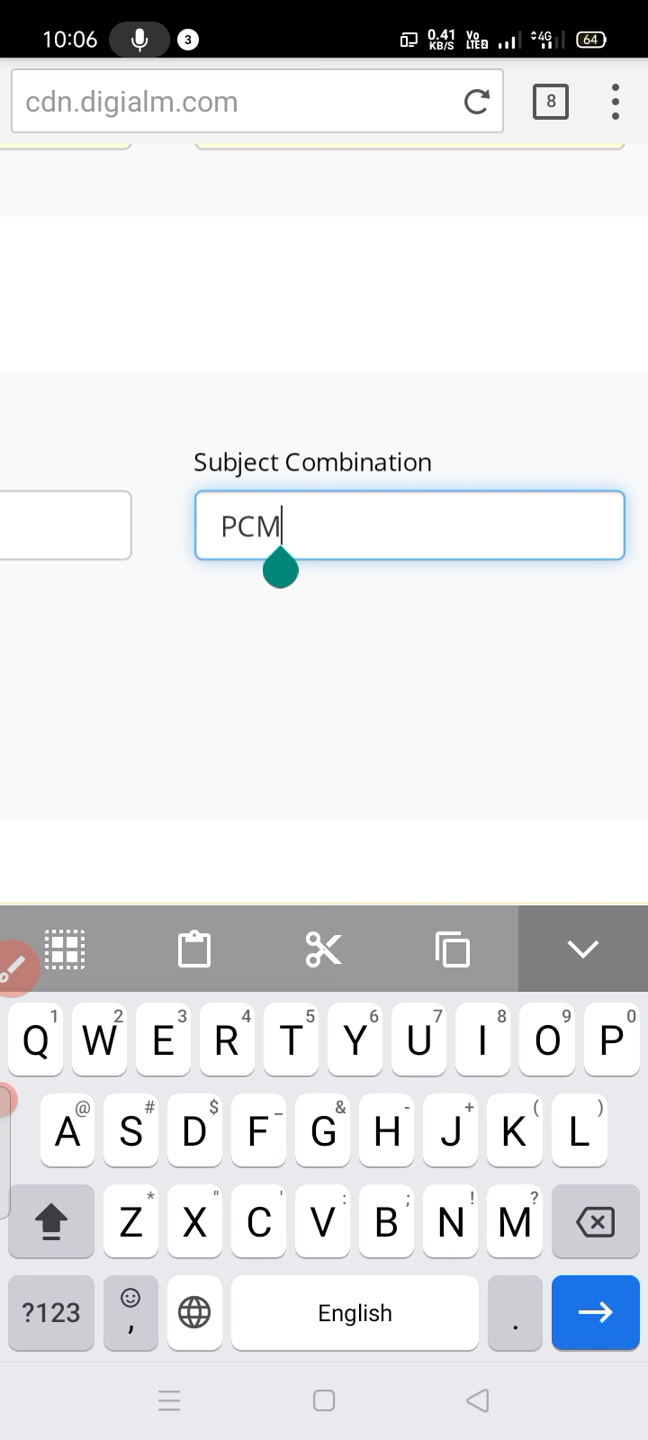 10:06 3 0.41 KB/S Vo LTE2 4G 64
cdn.digialm.com 8
Subject Combination
PCM
1 2 3 4 5 6 7 8 9 0
Q W E R T Y U I O P
@ # $ _ & - + ( )
A S D F G H J K L
* " ' : ; ! ?
Z X C V B N M
?123 , English .